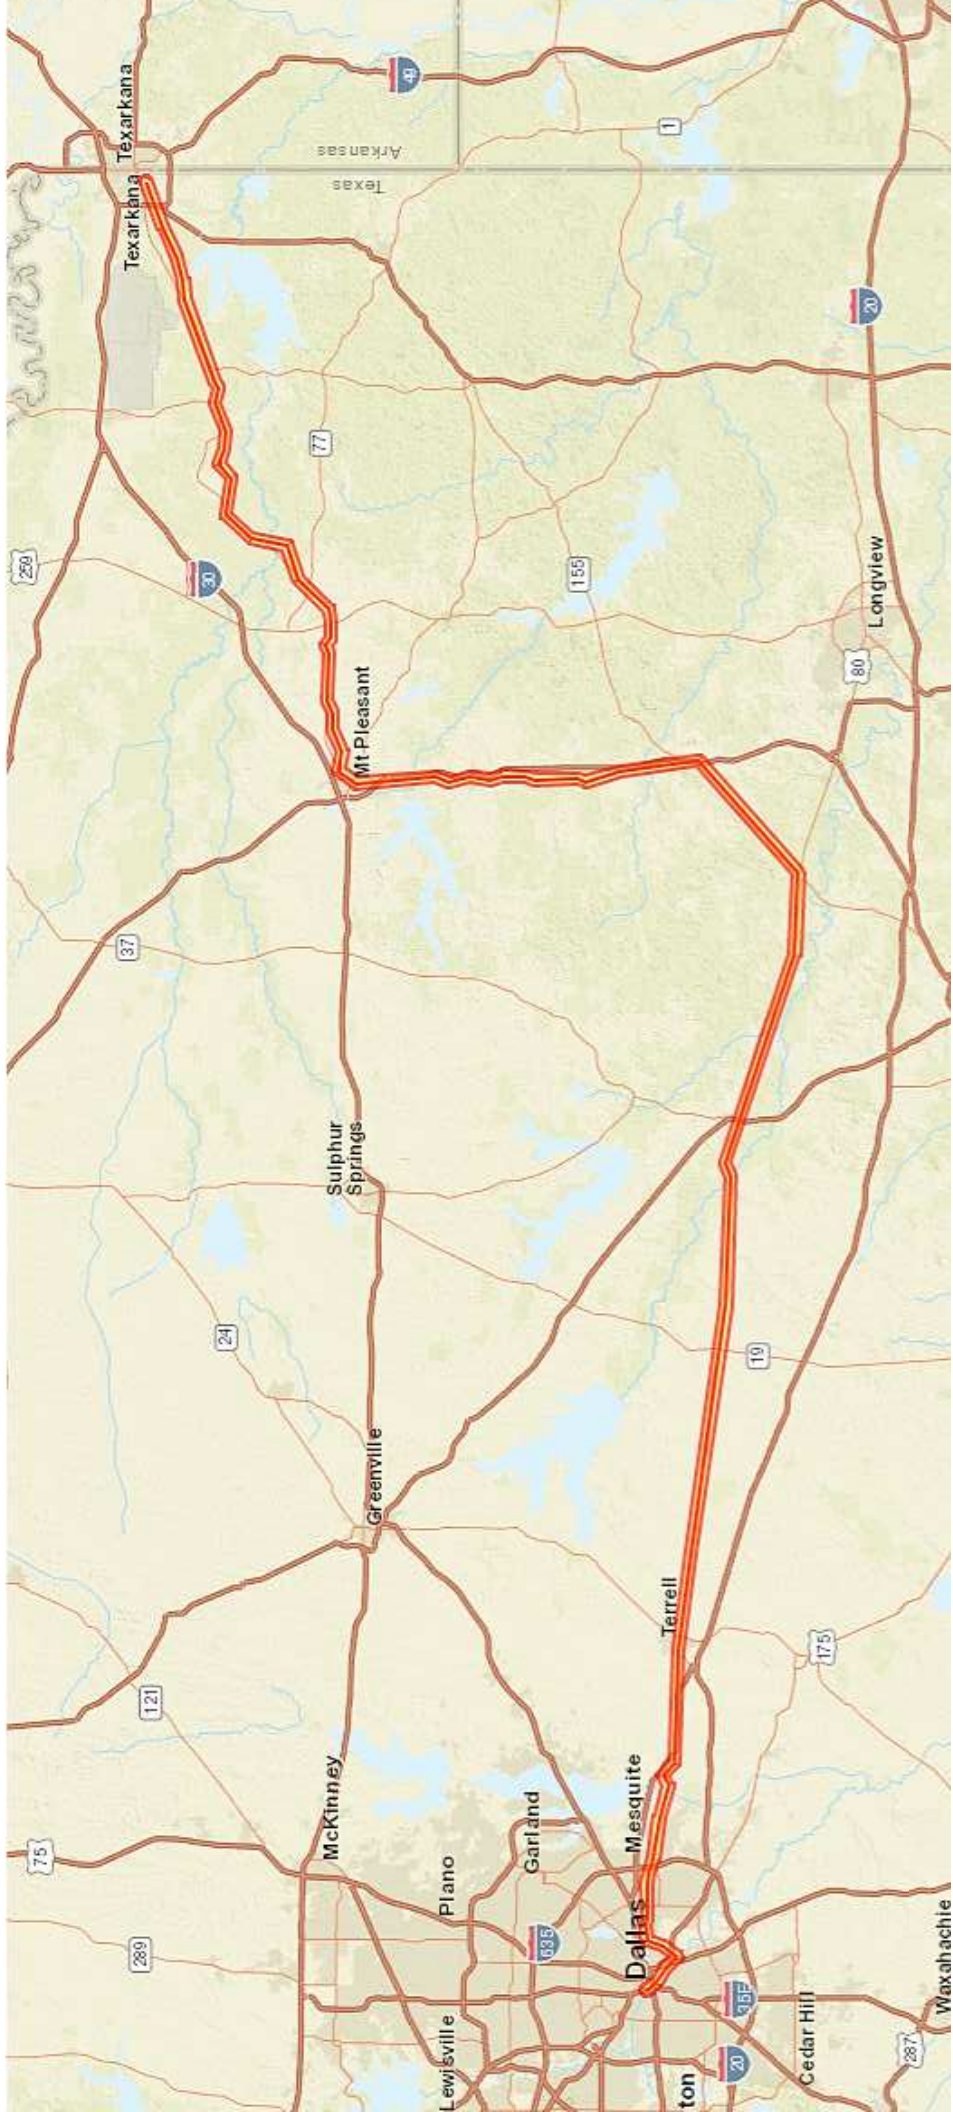 75
259
289
121
37
Texarkana
Texarkana
24
30
McKinney
Sulphur
Springs
77
Texas
Arkansas
Greenville
Mt Pleasant
49
Lewisville
Plano
Garland
635
155
Dallas
Mesquite
Terrell
1
ton
20
35E
19
Cedar Hill
175
80
20
Longview
287
Waxahachie